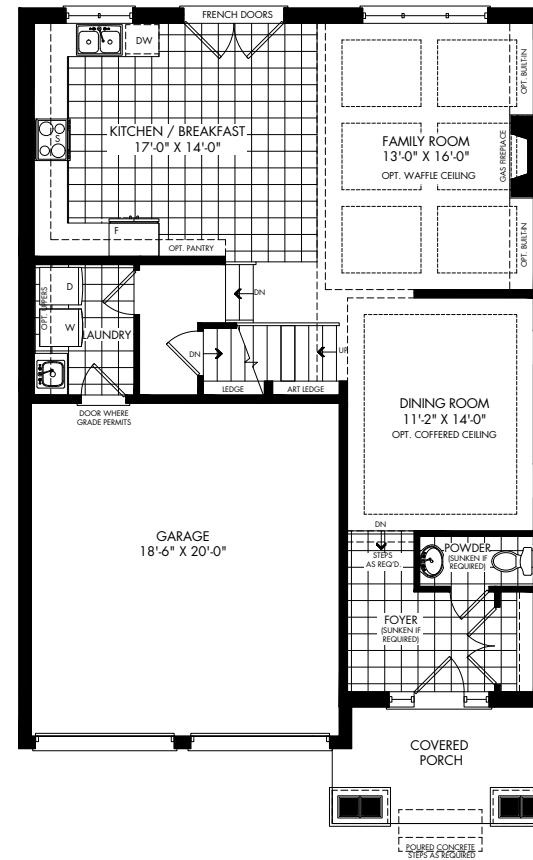 FRENCH DOORS
DW
OPT. BUILT-IN
KITCHEN / BREAKFAST
17'-0" X 14'-0"
S
FAMILY ROOM
13'-0" X 16'-0"
OPT. WAFFLE CEILING
GAS FIREPLACE
F
OPT. PANTRY
OPT. BUILT-IN
D
OPT. UPPERS
W
LAUNDRY
DN
DN
UP
LEDGE
ART LEDGE
DOOR WHERE
GRADE PERMITS
DINING ROOM
11'-2" X 14'-0"
OPT. COFFERED CEILING
GARAGE
18'-6" X 20'-0"
DN
STEPS
AS REQ'D.
POWDER
(SUNKEN IF
REQUIRED)
FOYER
(SUNKEN IF
REQUIRED)
COVERED
PORCH
POURED CONCRETE
STEPS AS REQUIRED